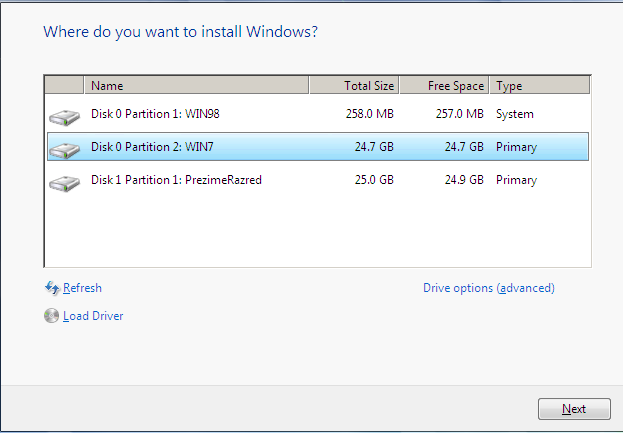 Where do you want to install Windows?
Name Total Size Free Space Type
Disk 0 Partition 1: WIN98 258.0 MB 257.0 MB System
Disk 0 Partition 2: WIN7 24.7 GB 24.7 GB Primary
Disk 1 Partition 1: PrezimeRazred 25.0 GB 24.9 GB Primary
Refresh Drive options (advanced)
Load Driver
Next